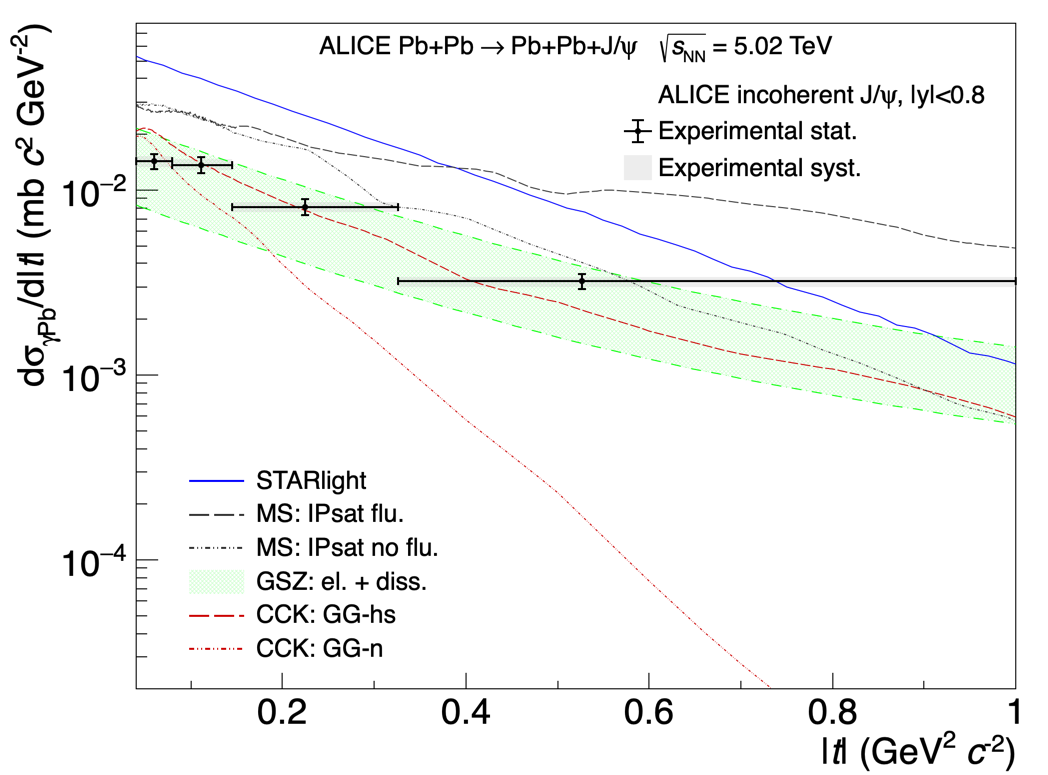 ALICE Pb+Pb → Pb+Pb+J/ψ √s_NN = 5.02 TeV
ALICE incoherent J/ψ, |y|<0.8
Experimental stat.
Experimental syst.
dσ_γPb/d|t| (mb c² GeV⁻²)
10⁻²
10⁻³
10⁻⁴
STARlight
MS: IPsat flu.
MS: IPsat no flu.
GSZ: el. + diss.
CCK: GG-hs
CCK: GG-n
0.2 0.4 0.6 0.8 1
|t| (GeV² c⁻²)